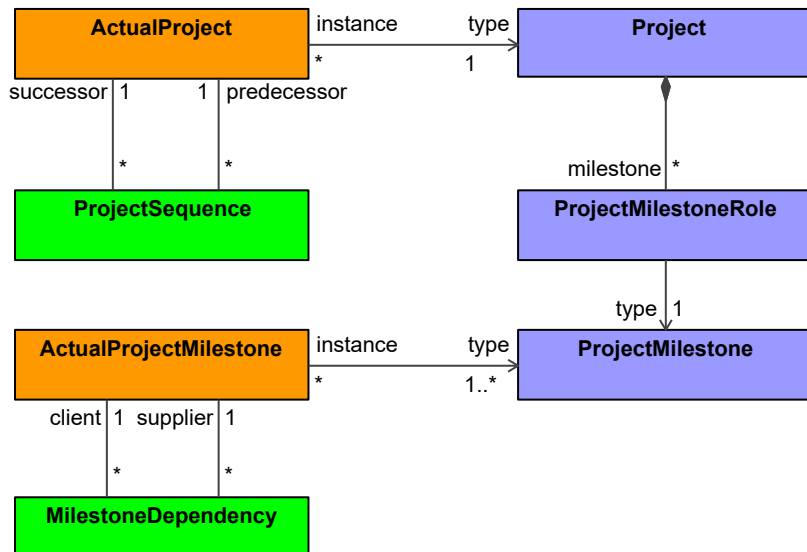 ActualProject
instance type
Project
* 1
successor 1 1 predecessor
* *
milestone *
ProjectSequence
ProjectMilestoneRole
type 1
ActualProjectMilestone
instance type
ProjectMilestone
* 1..*
client 1 supplier 1
* *
MilestoneDependency